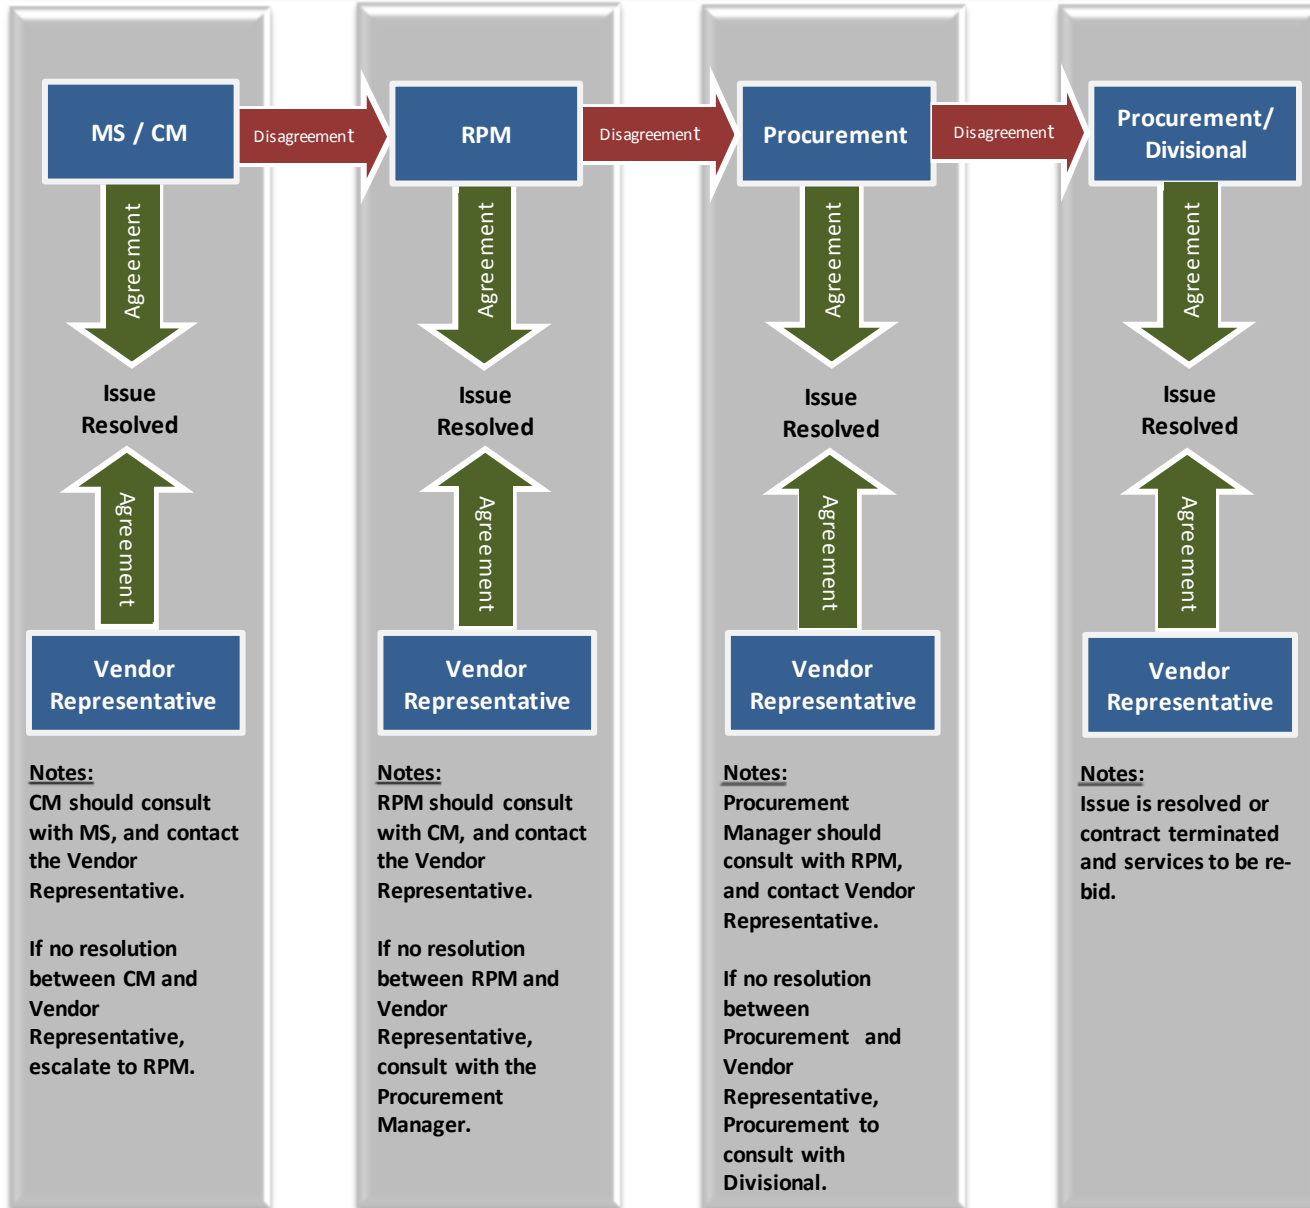 MS / CM
Disagreement
RPM
Disagreement
Procurement
Disagreement
Procurement/
Divisional
Agreement
Agreement
Agreement
Agreement
Issue
Resolved
Issue
Resolved
Issue
Resolved
Issue
Resolved
Agreement
Agreement
Agreement
Agreement
Vendor
Representative
Vendor
Representative
Vendor
Representative
Vendor
Representative
Notes:
CM should consult
with MS, and contact
the Vendor
Representative.
If no resolution
between CM and
Vendor
Representative,
escalate to RPM.
Notes:
RPM should consult
with CM, and contact
the Vendor
Representative.
If no resolution
between RPM and
Vendor
Representative,
consult with the
Procurement
Manager.
Notes:
Procurement
Manager should
consult with RPM,
and contact Vendor
Representative.
If no resolution
between
Procurement and
Vendor
Representative,
Procurement to
consult with
Divisional.
Notes:
Issue is resolved or
contract terminated
and services to be re-
bid.